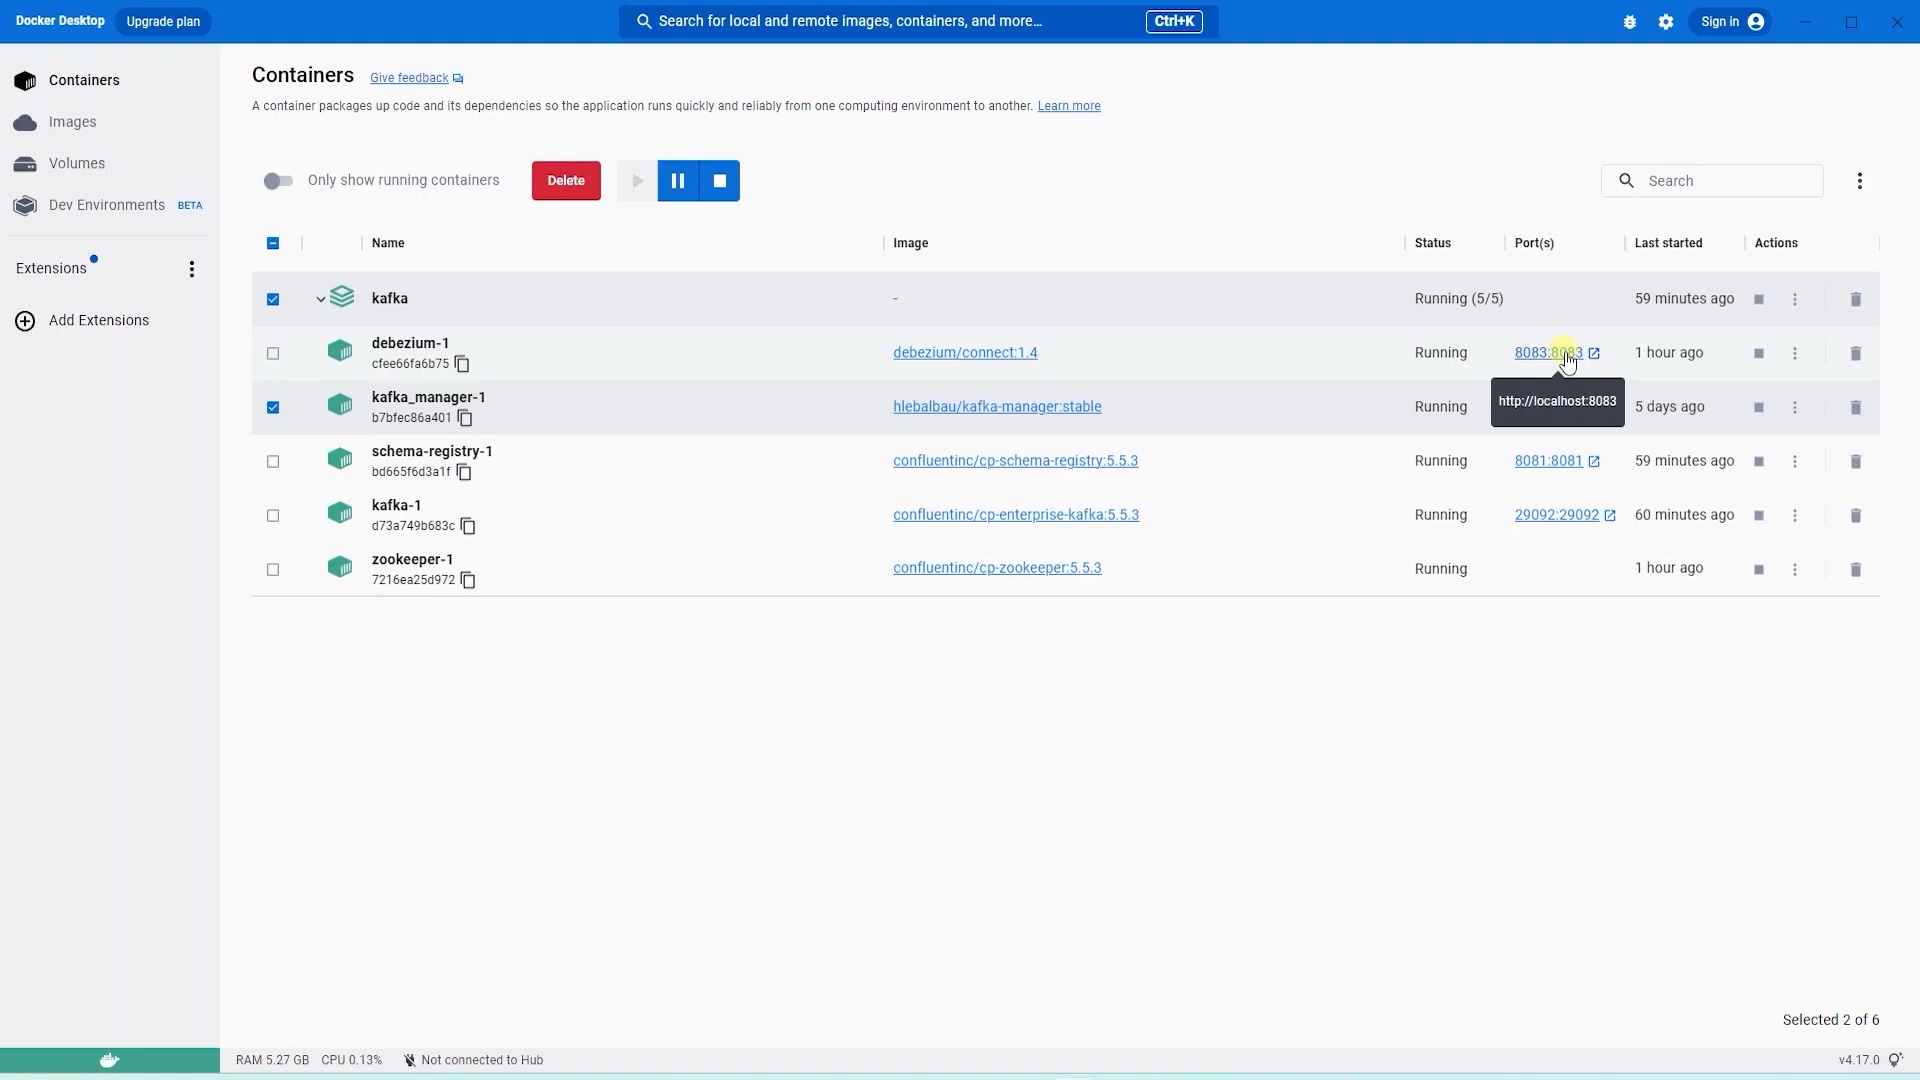 Docker Desktop Upgrade plan Search for local and remote images, containers, and more... Ctrl+K Sign in
Containers
Images
Volumes
Dev Environments BETA
Extensions
Add Extensions
Containers Give feedback
A container packages up code and its dependencies so the application runs quickly and reliably from one computing environment to another. Learn more
Only show running containers Delete Search
Name Image Status Port(s) Last started Actions
kafka - Running (5/5) 59 minutes ago
debezium-1 debezium/connect:1.4 Running 8083:8083 1 hour ago
cfee66fa6b75
kafka_manager-1 hlebalbau/kafka-manager:stable Running http://localhost:8083 5 days ago
b7bfec86a401
schema-registry-1 confluentinc/cp-schema-registry:5.5.3 Running 8081:8081 59 minutes ago
bd665f6d3a1f
kafka-1 confluentinc/cp-enterprise-kafka:5.5.3 Running 29092:29092 60 minutes ago
d73a749b683c
zookeeper-1 confluentinc/cp-zookeeper:5.5.3 Running 1 hour ago
7216ea25d972
Selected 2 of 6
RAM 5.27 GB CPU 0.13% Not connected to Hub v4.17.0